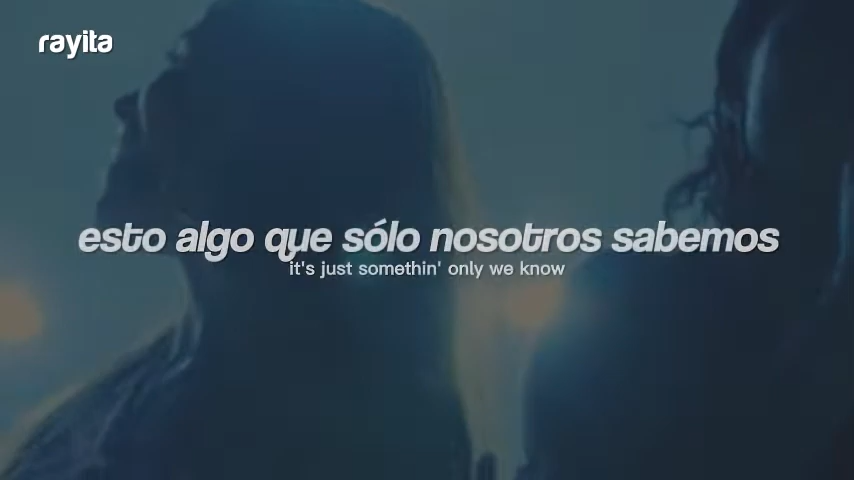 rayita
esto algo que sólo nosotros sabemos
it's just somethin' only we know